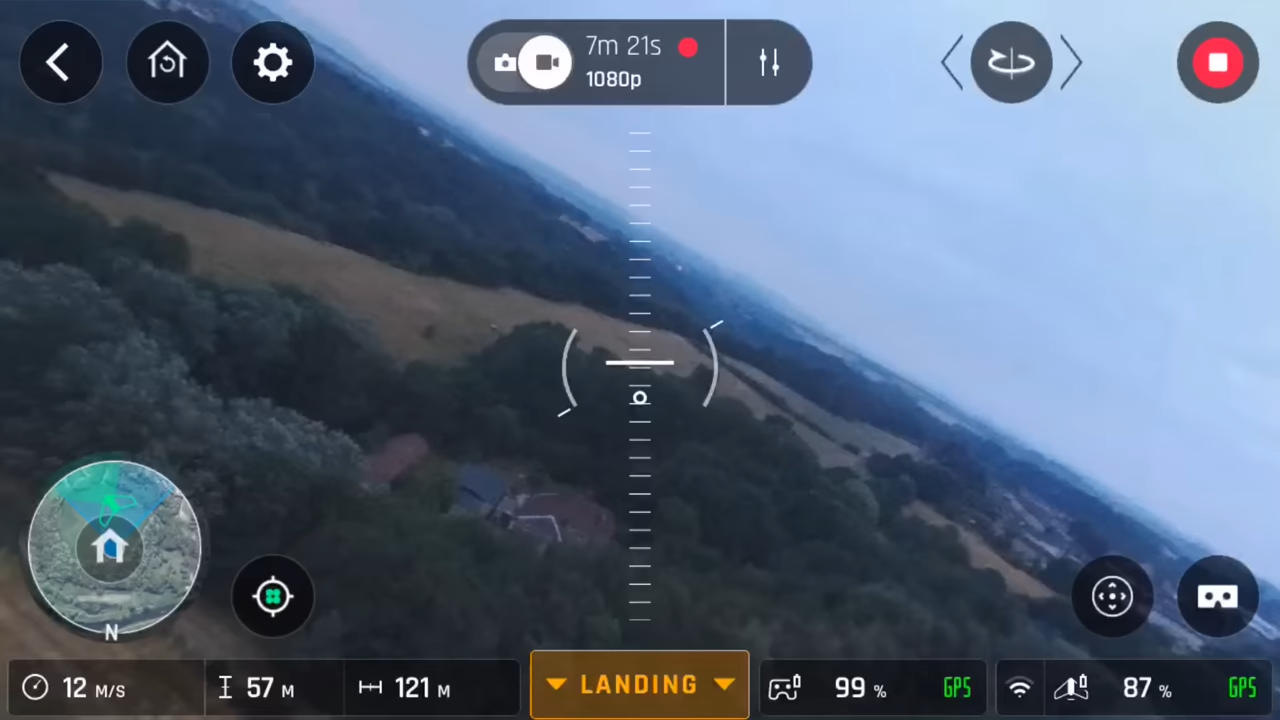 7m 21s
1080p
N
12 M/S
57 M
121 M
LANDING
99 %
GPS
87 %
GPS